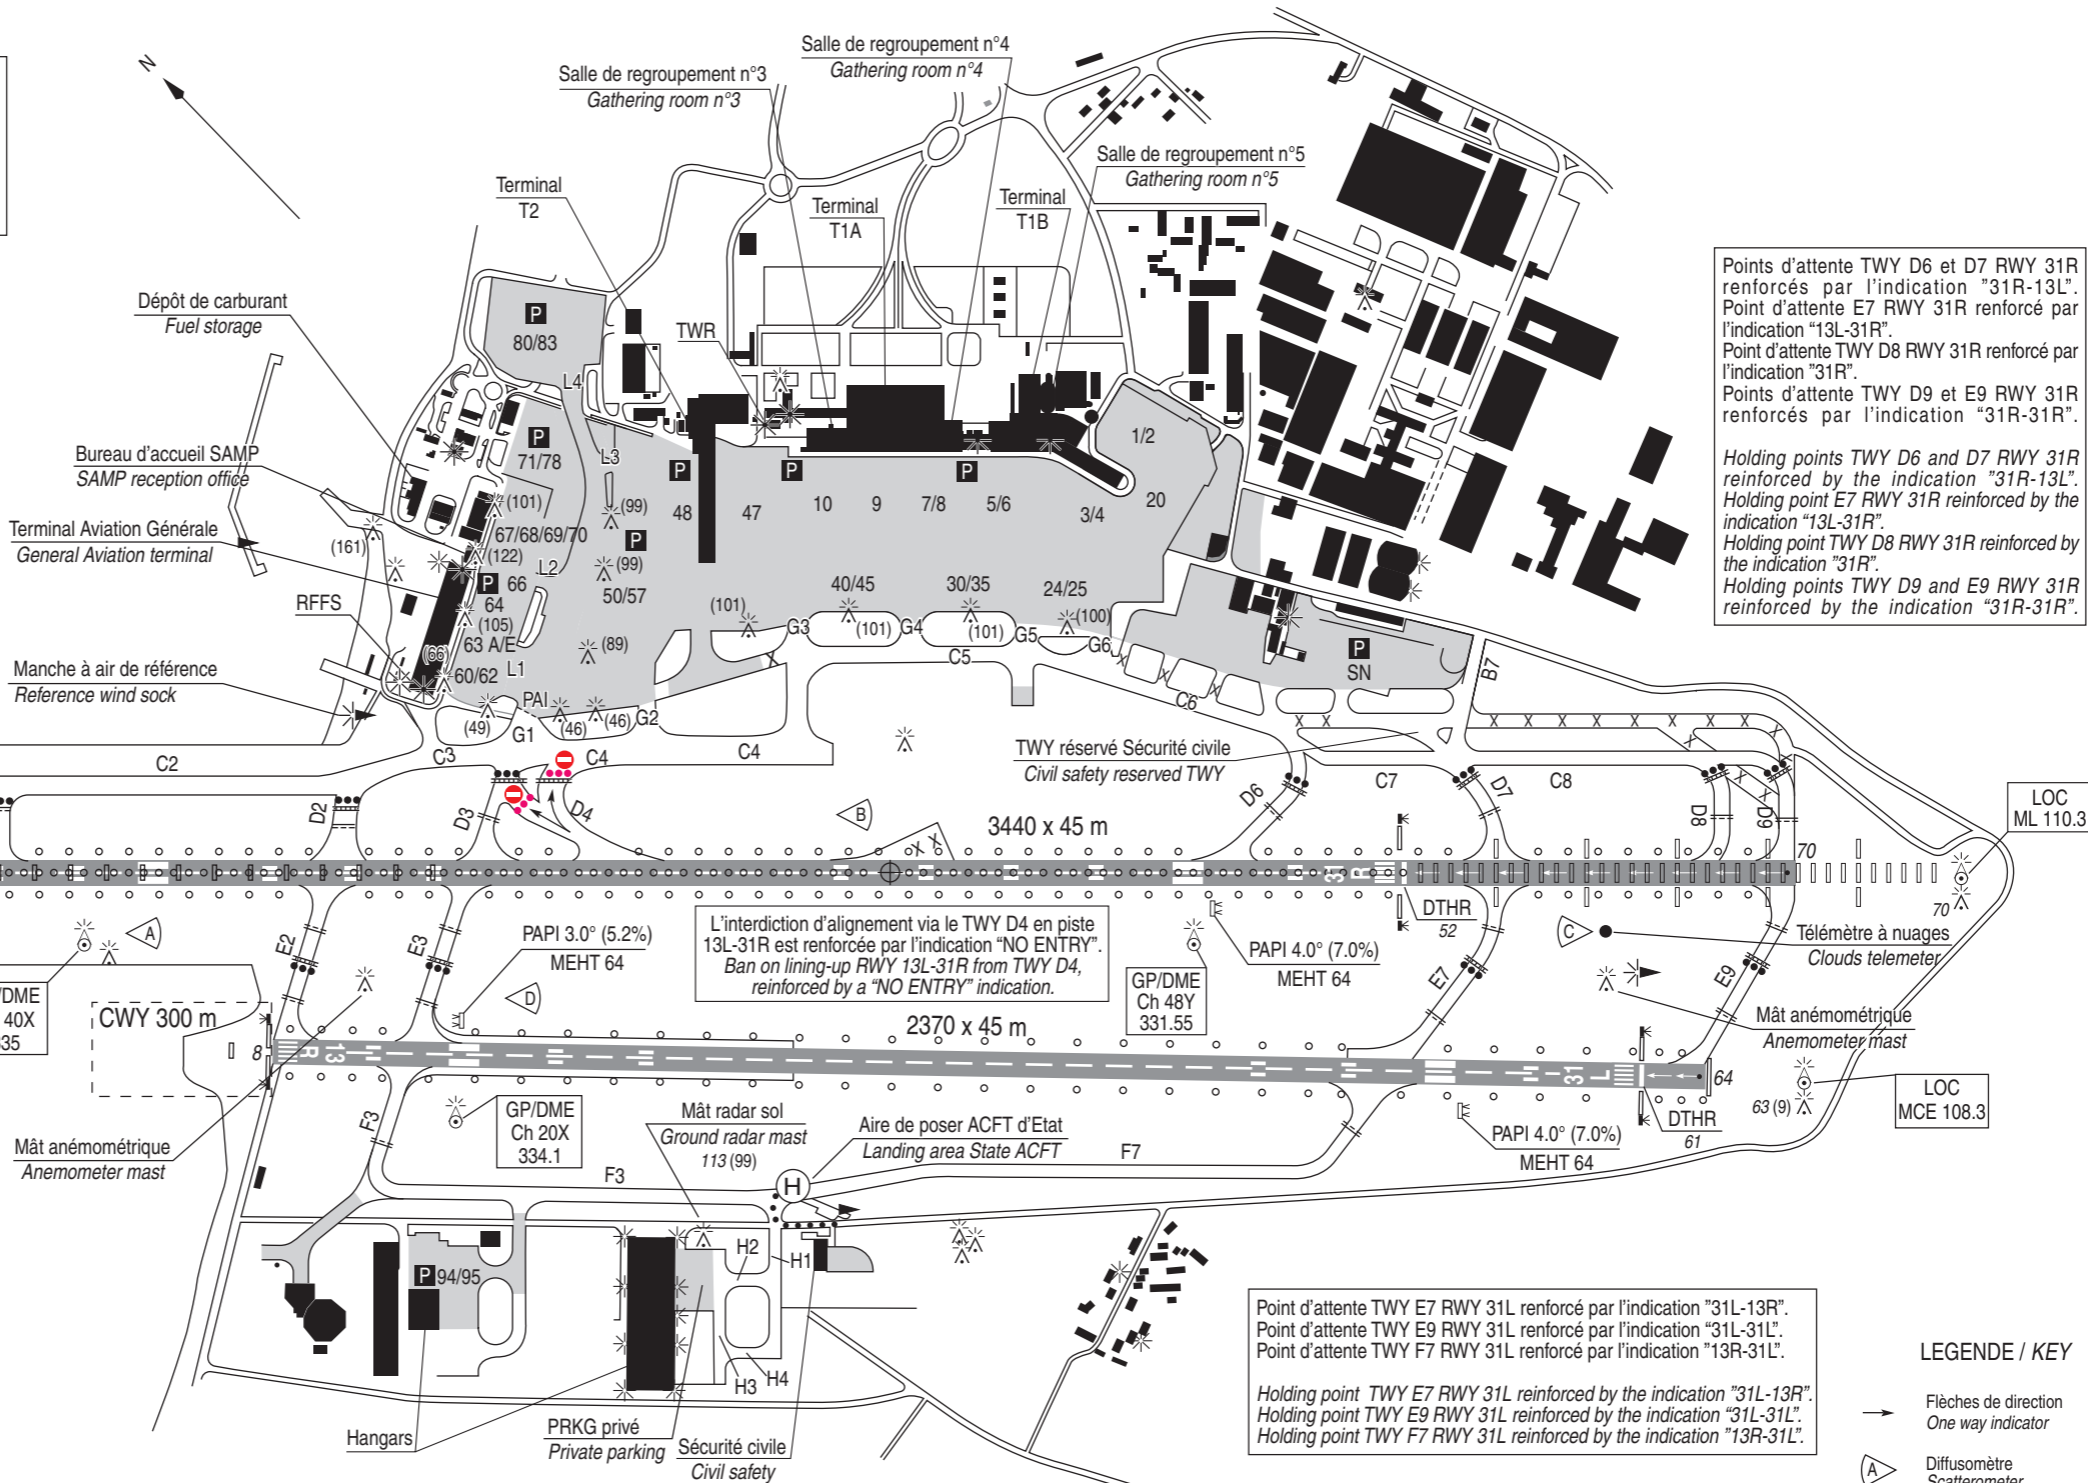 N
Salle de regroupement n°4
Gathering room n°4
Salle de regroupement n°3
Gathering room n°3
Salle de regroupement n°5
Gathering room n°5
Terminal
T2
Terminal
T1A
Terminal
T1B
Dépôt de carburant
Fuel storage
TWR
P
80/83
L4
Bureau d'accueil SAMP
SAMP reception office
Terminal Aviation Générale
General Aviation terminal
RFFS
Manche à air de référence
Reference wind sock
P
71/78
L3
P
48
47
P
10
9
7/8
P
5/6
3/4
1/2
20
(161)
(101)
(99)
67/68/69/70
P
(122)
(99)
L2
P
66
64
(105)
50/57
63 A/E
(66)
L1
60/62
(89)
(101)
40/45
30/35
24/25
G3
(101)
G4
(101)
G5
(100)
G6
C5
C6
P
SN
B7
PAI
(49)
G1
(46)
(46)
G2
C2
C3
C4
C4
TWY réservé Sécurité civile
Civil safety reserved TWY
C7
C8
D2
D3
D4
D6
D7
D8
D9
B
3440 x 45 m
31 R
70
70
LOC
ML 110.3
Points d'attente TWY D6 et D7 RWY 31R
renforcés par l'indication "31R-13L".
Point d'attente E7 RWY 31R renforcé par
l'indication "13L-31R".
Point d'attente TWY D8 RWY 31R renforcé par
l'indication "31R".
Points d'attente TWY D9 et E9 RWY 31R
renforcés par l'indication "31R-31R".
Holding points TWY D6 and D7 RWY 31R
reinforced by the indication "31R-13L".
Holding point E7 RWY 31R reinforced by the
indication "13L-31R".
Holding point TWY D8 RWY 31R reinforced by
the indication "31R".
Holding points TWY D9 and E9 RWY 31R
reinforced by the indication "31R-31R".
A
E2
E3
PAPI 3.0° (5.2%)
MEHT 64
D
L'interdiction d'alignement via le TWY D4 en piste
13L-31R est renforcée par l'indication "NO ENTRY".
Ban on lining-up RWY 13L-31R from TWY D4,
reinforced by a "NO ENTRY" indication.
GP/DME
Ch 48Y
331.55
PAPI 4.0° (7.0%)
MEHT 64
DTHR
52
C
Télémètre à nuages
Clouds telemeter
E7
E9
Mât anémométrique
Anemometer mast
/DME
40X
35
CWY 300 m
8
R 13
2370 x 45 m
31 L
64
DTHR
61
63 (9)
LOC
MCE 108.3
PAPI 4.0° (7.0%)
MEHT 64
Mât anémométrique
Anemometer mast
F3
GP/DME
Ch 20X
334.1
Mât radar sol
Ground radar mast
113 (99)
Aire de poser ACFT d'Etat
Landing area State ACFT
F3
H
F7
P 94/95
H2
H1
H3
H4
Hangars
PRKG privé
Private parking
Sécurité civile
Civil safety
Point d'attente TWY E7 RWY 31L renforcé par l'indication "31L-13R".
Point d'attente TWY E9 RWY 31L renforcé par l'indication "31L-31L".
Point d'attente TWY F7 RWY 31L renforcé par l'indication "13R-31L".
Holding point TWY E7 RWY 31L reinforced by the indication "31L-13R".
Holding point TWY E9 RWY 31L reinforced by the indication "31L-31L".
Holding point TWY F7 RWY 31L reinforced by the indication "13R-31L".
LEGENDE / KEY
Flèches de direction
One way indicator
A
Diffusomètre
Scatterometer